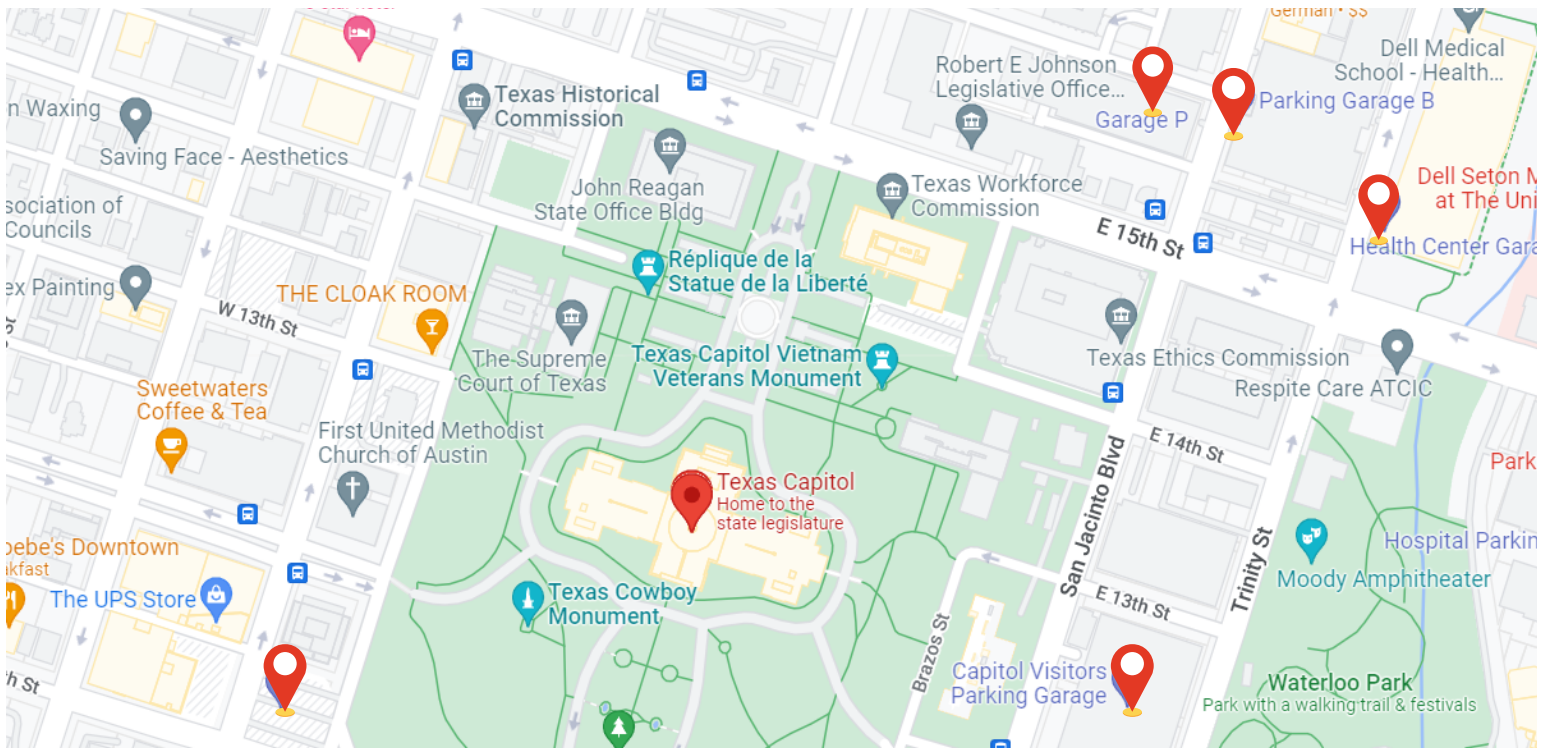 German • $$
Dell Medical
School - Health...
Robert E Johnson
Legislative Office...
Garage P
Parking Garage B
Texas Historical
Commission
n Waxing
Saving Face - Aesthetics
John Reagan
State Office Bldg
Texas Workforce
Commission
Dell Seton M
at The Uni
sociation of
Councils
E 15th St
Health Center Gara
Réplique de la
Statue de la Liberté
ex Painting
THE CLOAK ROOM
W 13th St
The Supreme
Court of Texas
Texas Capitol Vietnam
Veterans Monument
Texas Ethics Commission
Respite Care ATCIC
Sweetwaters
Coffee & Tea
First United Methodist
Church of Austin
E 14th St
San Jacinto Blvd
Park
Texas Capitol
Home to the
state legislature
oebe's Downtown
akfast
Hospital Parkin
Moody Amphitheater
The UPS Store
Texas Cowboy
Monument
E 13th St
Trinity St
Brazos St
Capitol Visitors
Parking Garage
Waterloo Park
Park with a walking trail & festivals
th St